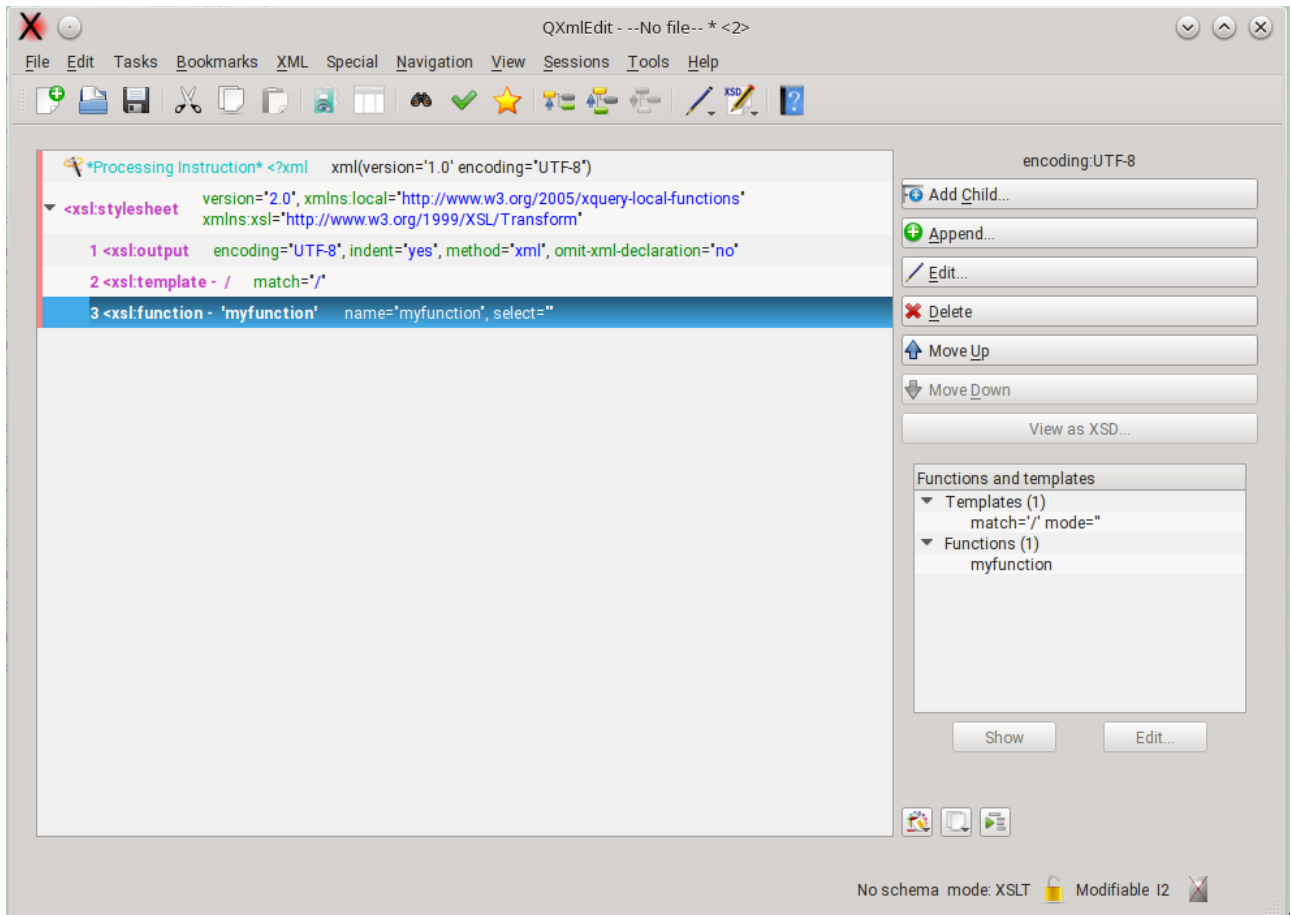 QXmlEdit - --No file-- * <2>
File Edit Tasks Bookmarks XML Special Navigation View Sessions Tools Help
XSD
?
*Processing Instruction* <?xml xml(version='1.0' encoding="UTF-8")
<xsl:stylesheet version="2.0", xmlns:local="http://www.w3.org/2005/xquery-local-functions"
xmlns:xsl="http://www.w3.org/1999/XSL/Transform"
1 <xsl:output encoding="UTF-8", indent="yes", method="xml", omit-xml-declaration="no"
2 <xsl:template - / match="/"
3 <xsl:function - 'myfunction' name="myfunction", select=""
encoding:UTF-8
Add Child...
Append...
Edit...
Delete
Move Up
Move Down
View as XSD...
Functions and templates
Templates (1)
match='/' mode=''
Functions (1)
myfunction
Show Edit...
No schema mode: XSLT Modifiable I2